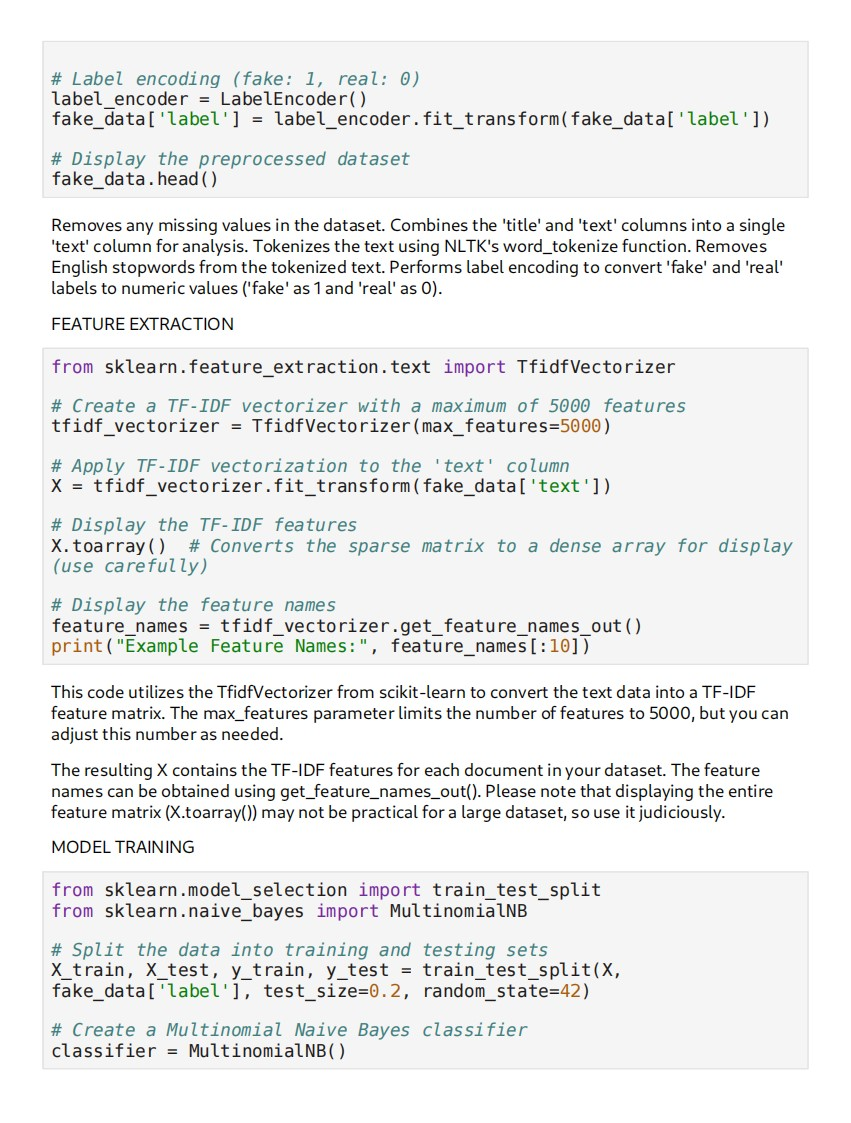 # Label encoding (fake: 1, real: 0)
label_encoder = LabelEncoder()
fake_data['label'] = label_encoder.fit_transform(fake_data['label'])
# Display the preprocessed dataset
fake_data.head()
Removes any missing values in the dataset. Combines the 'title' and 'text' columns into a single
'text' column for analysis. Tokenizes the text using NLTK's word_tokenize function. Removes
English stopwords from the tokenized text. Performs label encoding to convert 'fake' and 'real'
labels to numeric values ('fake' as 1 and 'real' as 0).
FEATURE EXTRACTION
from sklearn.feature_extraction.text import TfidfVectorizer
# Create a TF-IDF vectorizer with a maximum of 5000 features
tfidf_vectorizer = TfidfVectorizer(max_features=5000)
# Apply TF-IDF vectorization to the 'text' column
X = tfidf_vectorizer.fit_transform(fake_data['text'])
# Display the TF-IDF features
X.toarray()  # Converts the sparse matrix to a dense array for display
(use carefully)
# Display the feature names
feature_names = tfidf_vectorizer.get_feature_names_out()
print("Example Feature Names:", feature_names[:10])
This code utilizes the TfidfVectorizer from scikit-learn to convert the text data into a TF-IDF
feature matrix. The max_features parameter limits the number of features to 5000, but you can
adjust this number as needed.
The resulting X contains the TF-IDF features for each document in your dataset. The feature
names can be obtained using get_feature_names_out(). Please note that displaying the entire
feature matrix (X.toarray()) may not be practical for a large dataset, so use it judiciously.
MODEL TRAINING
from sklearn.model_selection import train_test_split
from sklearn.naive_bayes import MultinomialNB
# Split the data into training and testing sets
X_train, X_test, y_train, y_test = train_test_split(X,
fake_data['label'], test_size=0.2, random_state=42)
# Create a Multinomial Naive Bayes classifier
classifier = MultinomialNB()